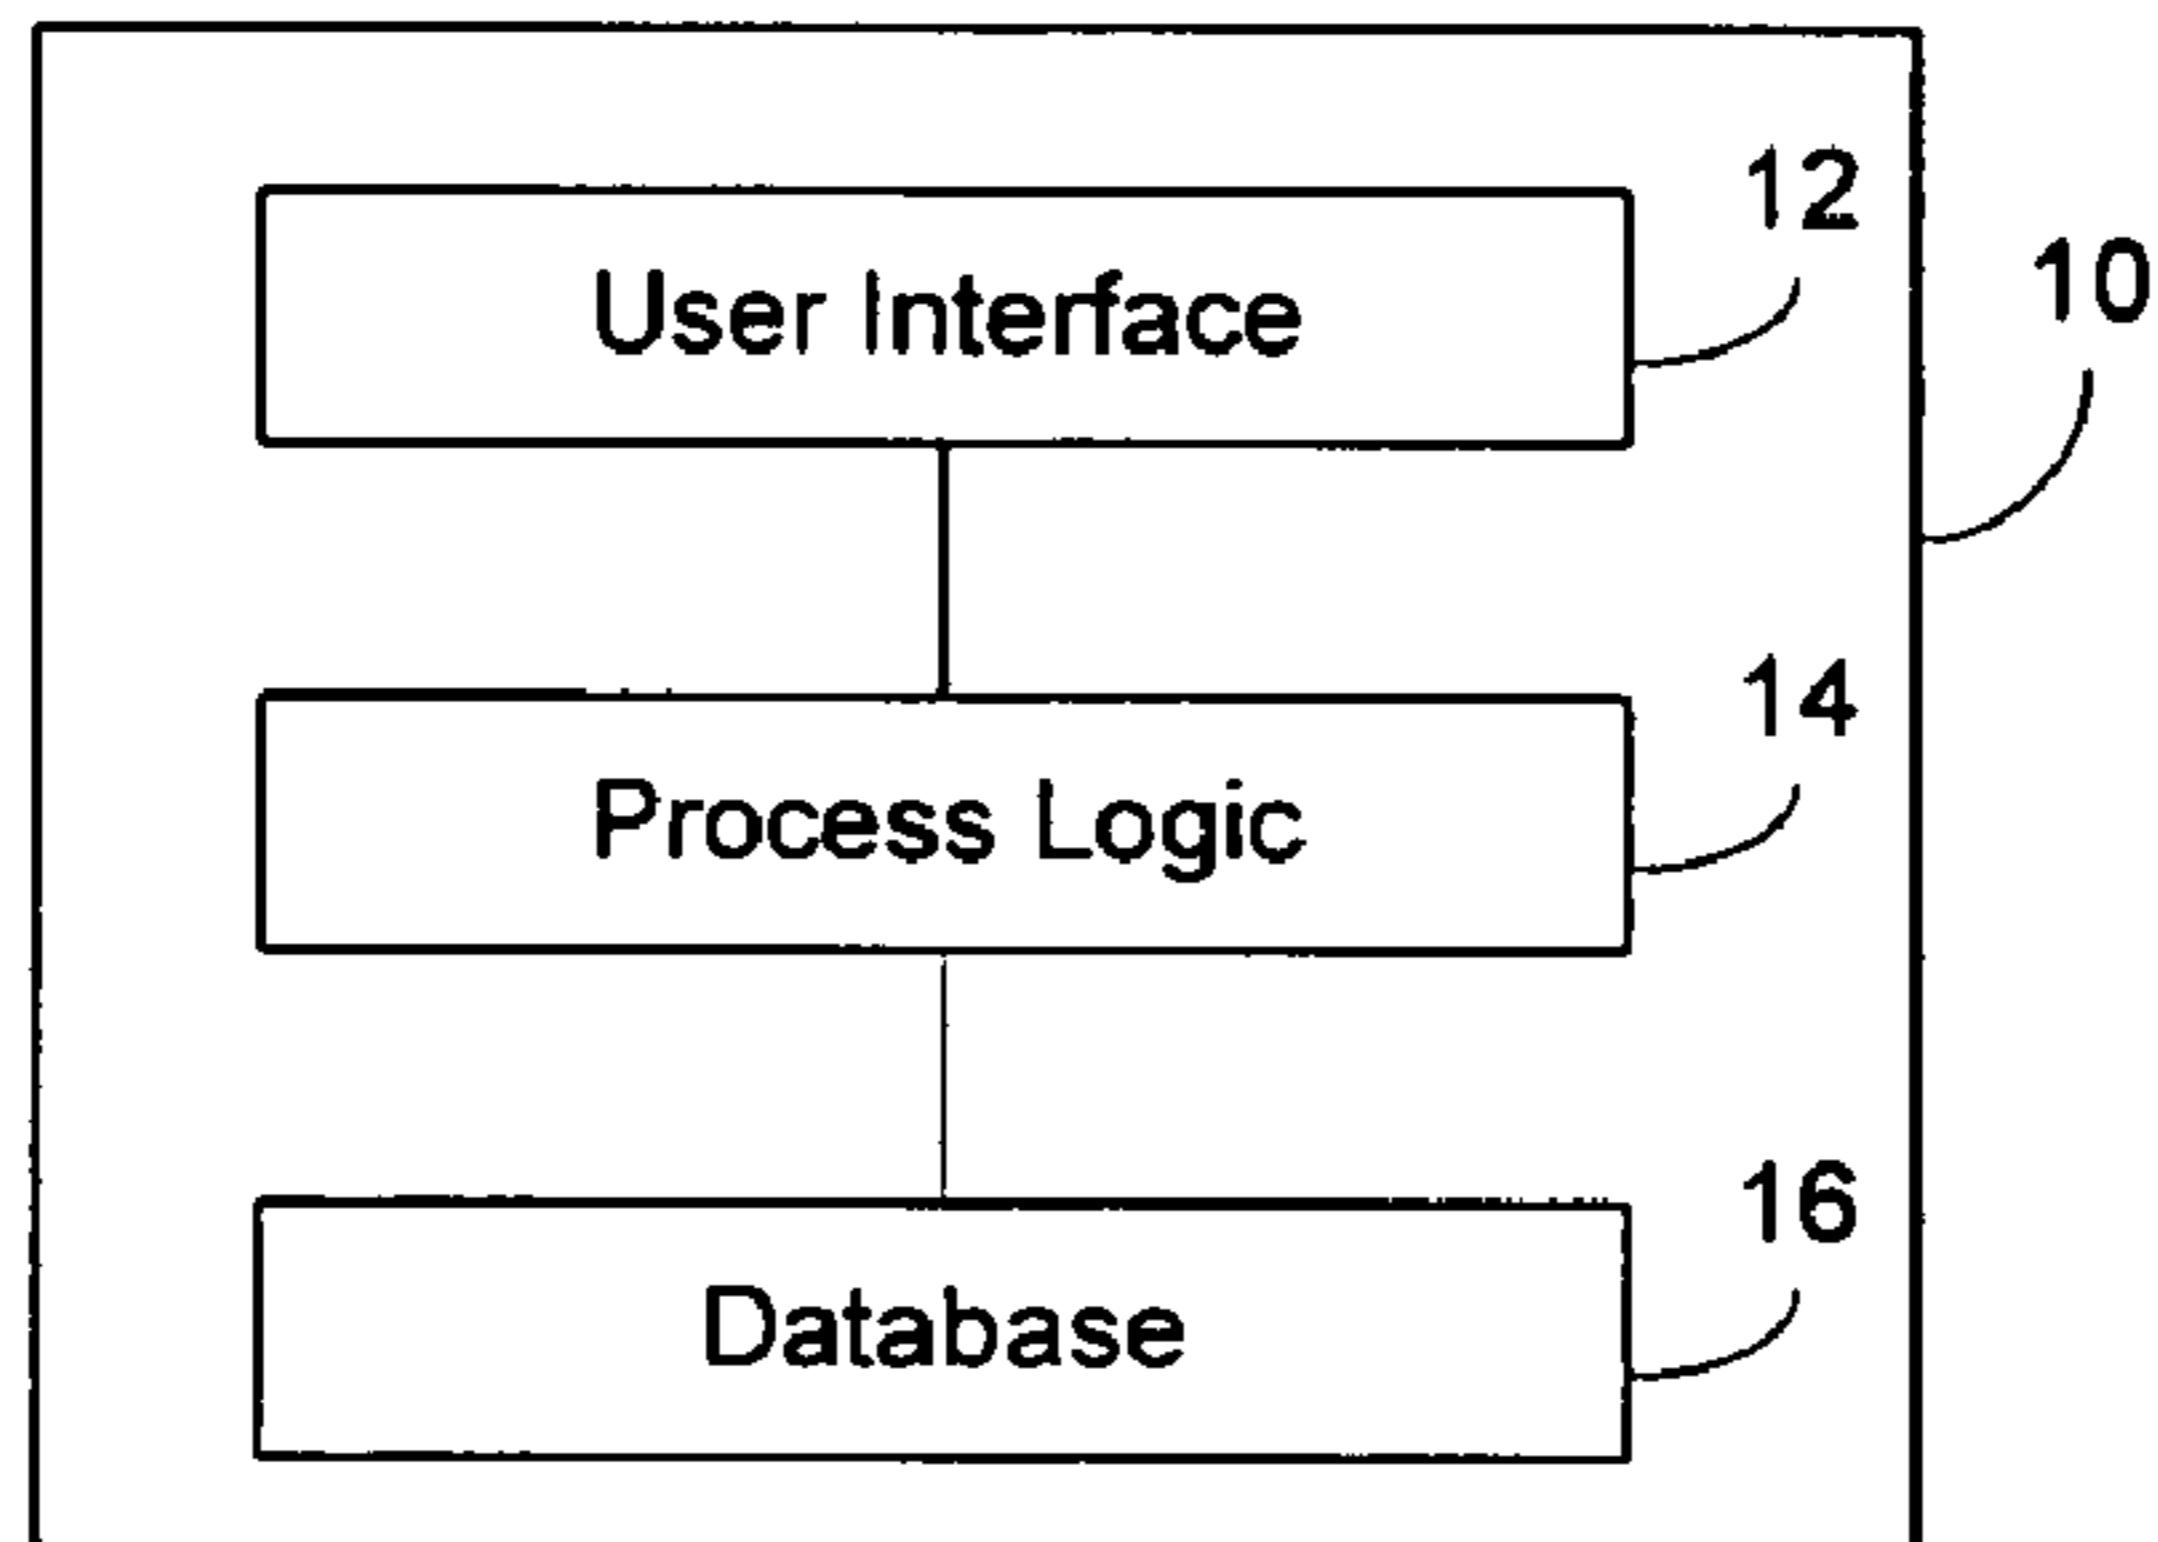 12
User Interface
10
14
Process Logic
16
Database